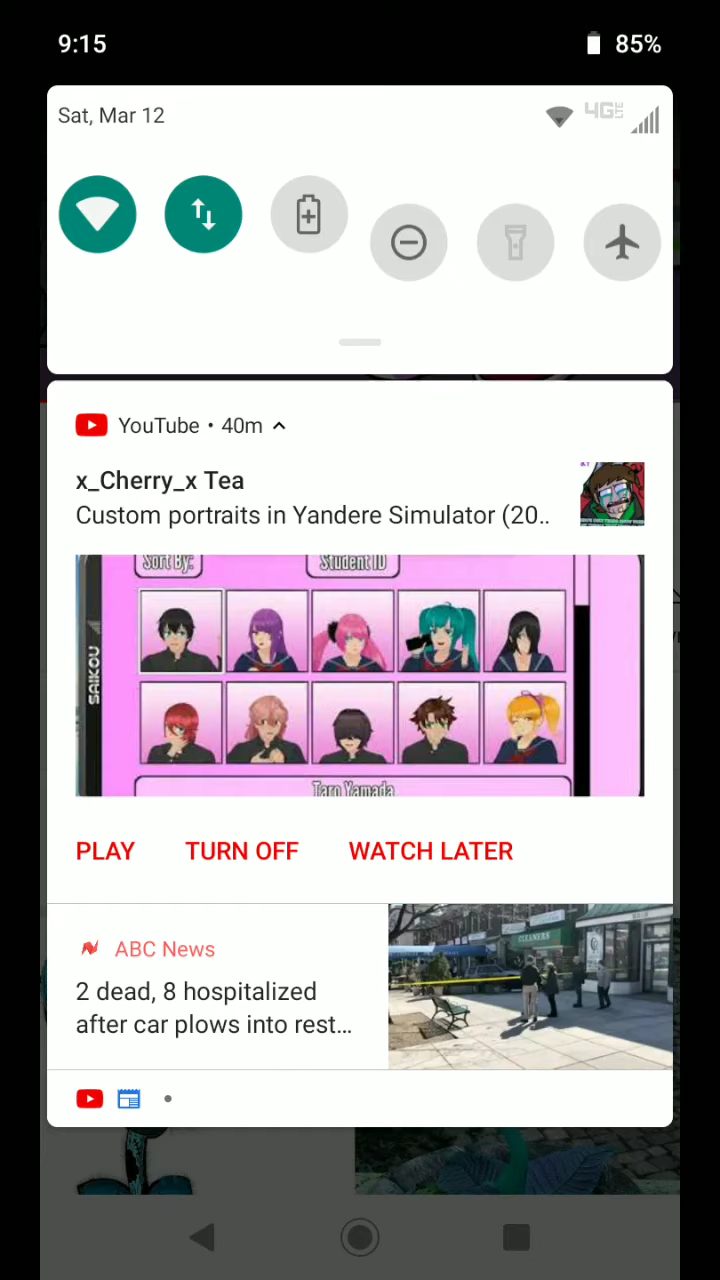 9:15
85%
Sat, Mar 12
4G LTE
YouTube • 40m
x_Cherry_x Tea
Custom portraits in Yandere Simulator (20..
Sort By:
Student ID
SAIKOU
Taro Yamada
PLAY
TURN OFF
WATCH LATER
ABC News
2 dead, 8 hospitalized
after car plows into rest...
CLEANERS